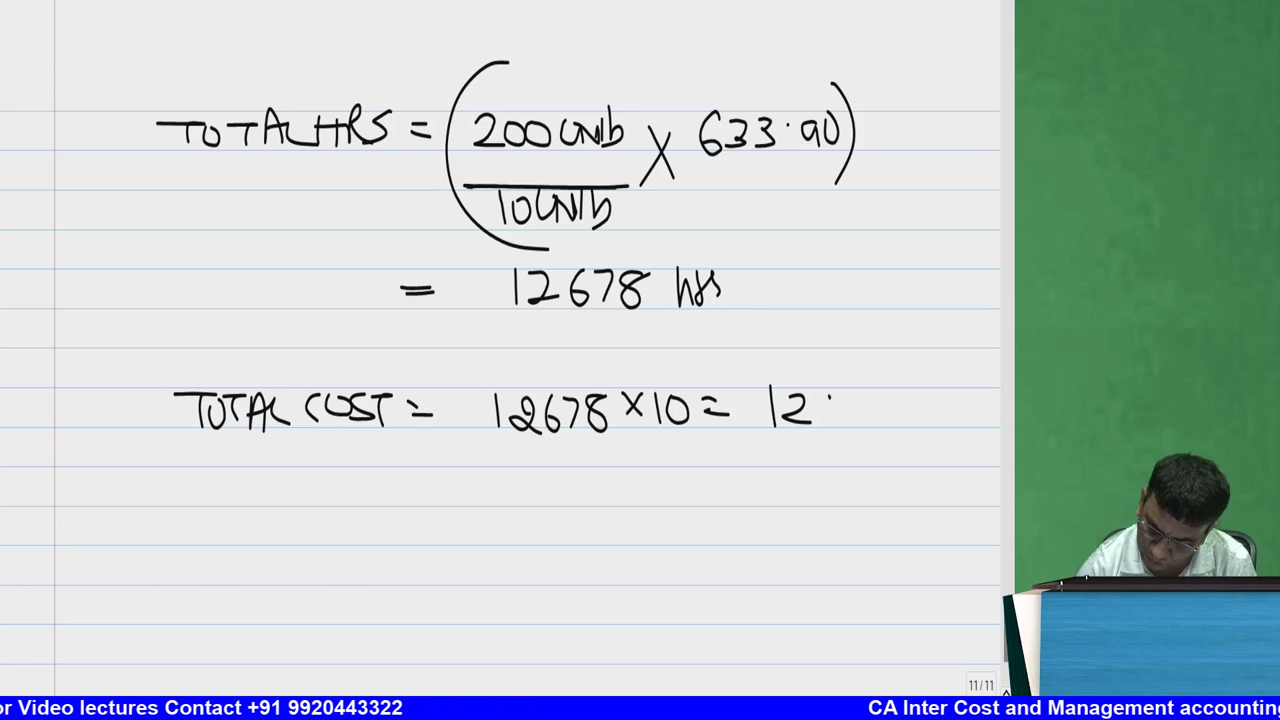 TOTAL HRS = (200 units / 10 units X 633.90)
= 12678 hrs
TOTAL COST = 12678 × 10 = 12
11/11
or Video lectures Contact +91 9920443322
CA Inter Cost and Management accounting